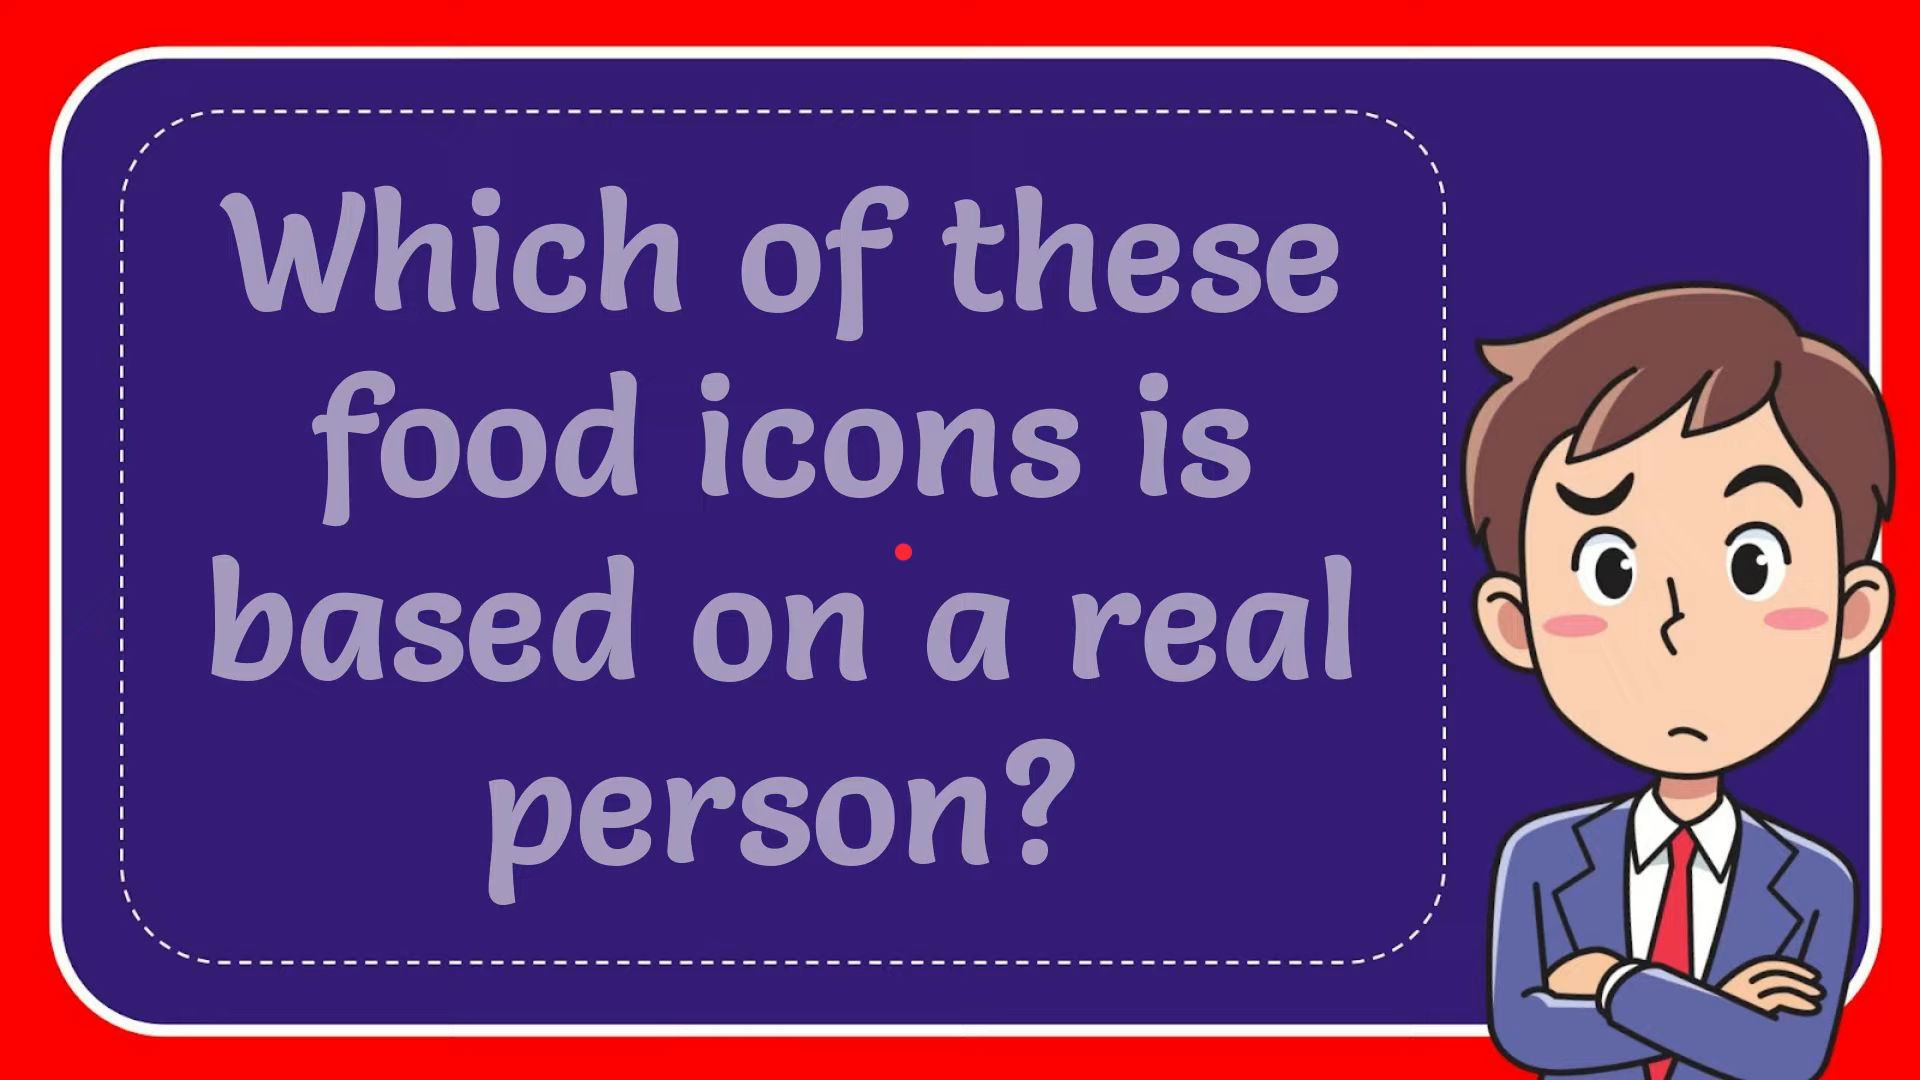 Which of these
food icons is
based on a real
person?